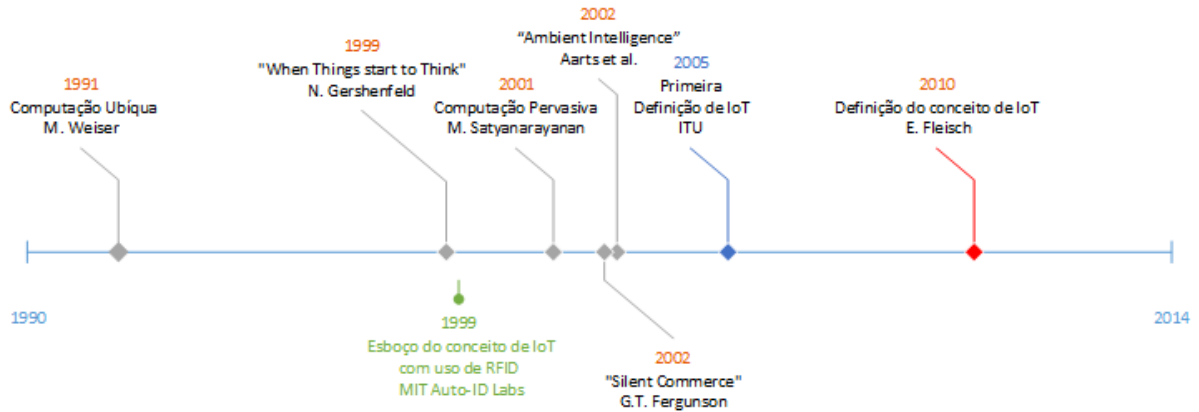 1991
Computação Ubíqua
M. Weiser
1999
"When Things start to Think"
N. Gershenfeld
2001
Computação Pervasiva
M. Satyanarayanan
2002
“Ambient Intelligence”
Aarts et al.
2005
Primeira
Definição de IoT
ITU
2010
Definição do conceito de IoT
E. Fleisch
1990
2014
1999
Esboço do conceito de IoT
com uso de RFID
MIT Auto-ID Labs
2002
"Silent Commerce"
G.T. Fergunson